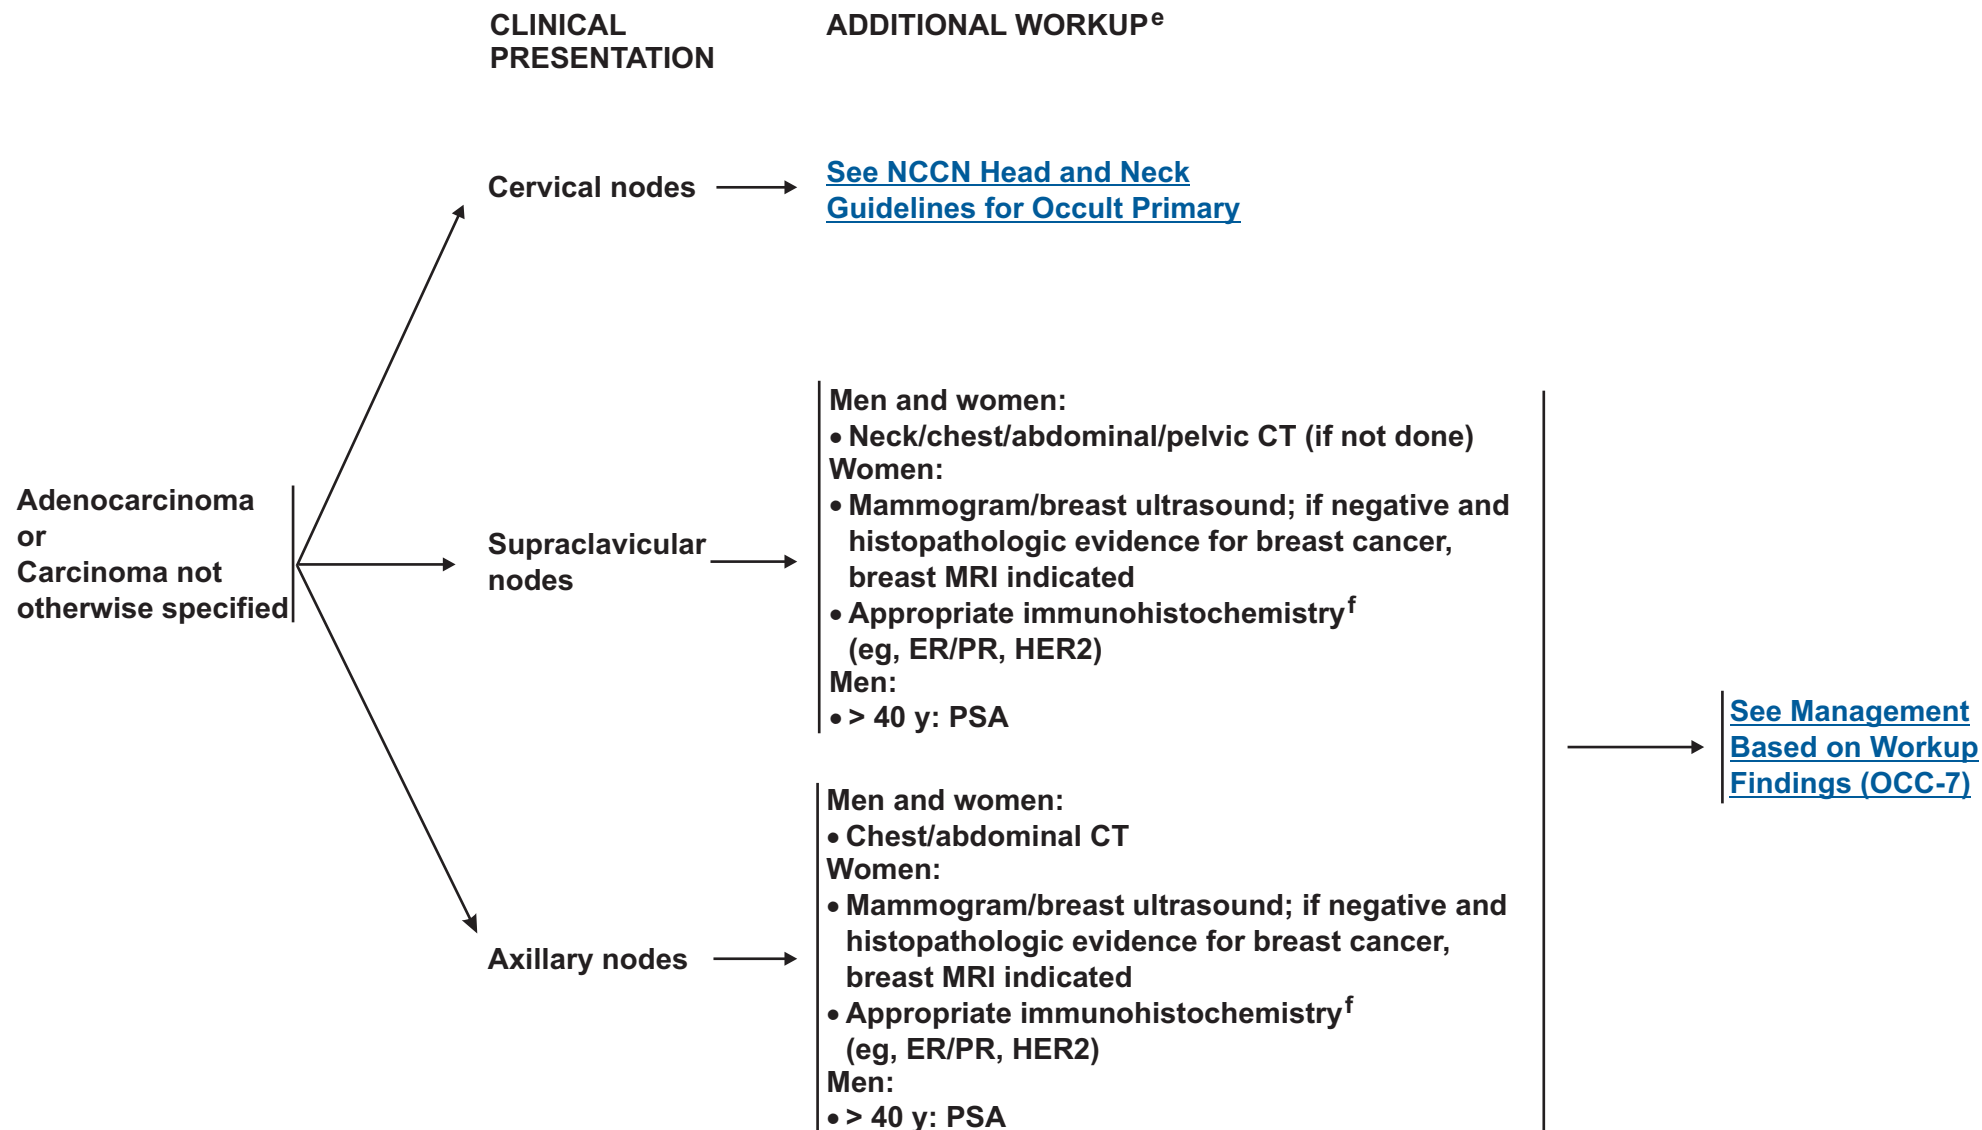 CLINICAL
PRESENTATION
ADDITIONAL WORKUPᵉ
Cervical nodes
See NCCN Head and Neck
Guidelines for Occult Primary
Adenocarcinoma
or
Carcinoma not
otherwise specified
Supraclavicular
nodes
Men and women:
• Neck/chest/abdominal/pelvic CT (if not done)
Women:
• Mammogram/breast ultrasound; if negative and
histopathologic evidence for breast cancer,
breast MRI indicated
• Appropriate immunohistochemistryᶠ
(eg, ER/PR, HER2)
Men:
• > 40 y: PSA
Axillary nodes
Men and women:
• Chest/abdominal CT
Women:
• Mammogram/breast ultrasound; if negative and
histopathologic evidence for breast cancer,
breast MRI indicated
• Appropriate immunohistochemistryᶠ
(eg, ER/PR, HER2)
Men:
• > 40 y: PSA
See Management
Based on Workup
Findings (OCC-7)